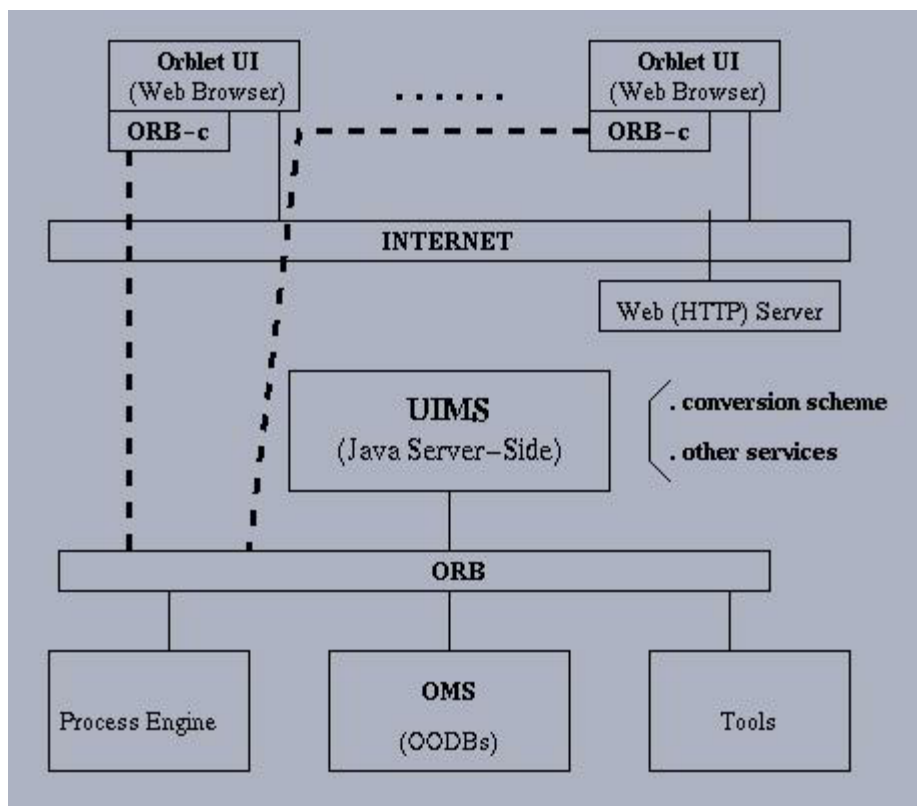 Orblet UI
(Web Browser)
ORB-c
. . . . . .
Orblet UI
(Web Browser)
ORB-c
INTERNET
Web (HTTP) Server
UIMS
(Java Server-Side)
. conversion scheme
. other services
ORB
Process Engine
OMS
(OODBs)
Tools